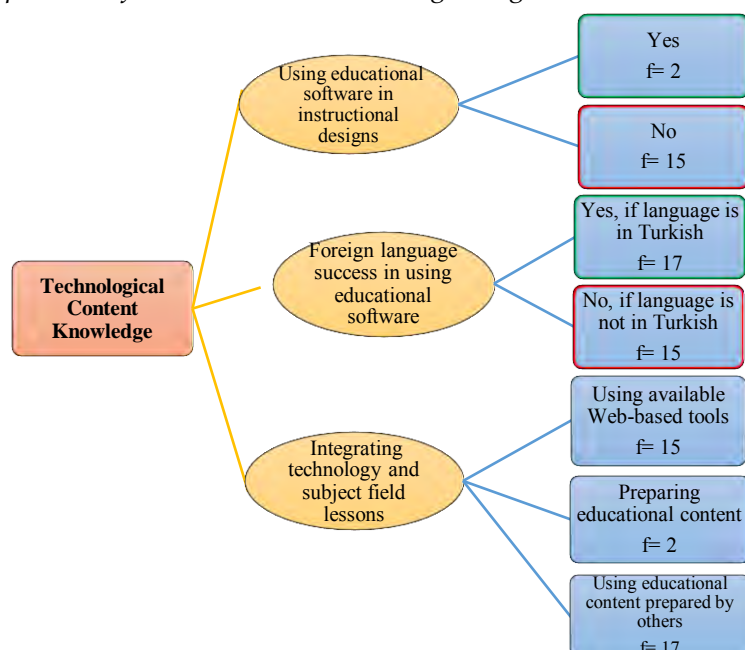 Using educational
software in
instructional
designs
Yes
f= 2
No
f= 15
Foreign language
success in using
educational
software
Yes, if language is
in Turkish
f= 17
No, if language is
not in Turkish
f= 15
Technological
Content
Knowledge
Integrating
technology and
subject field
lessons
Using available
Web-based tools
f= 15
Preparing
educational content
f= 2
Using educational
content prepared by
others
f= 17